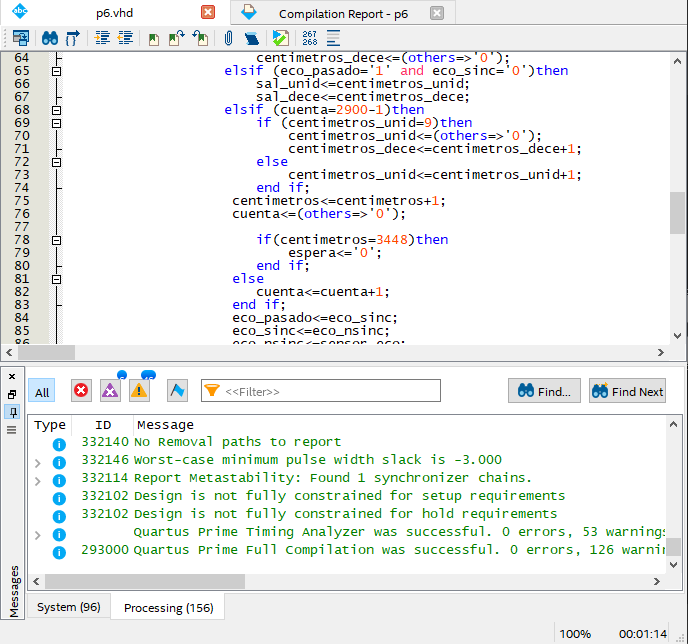 abc p6.vhd Compilation Report - p6
267
268
64 centimetros_dece<=(others=>'0');
65 elsif (eco_pasado='1' and eco_sinc='0')then
66 sal_unid<=centimetros_unid;
67 sal_dece<=centimetros_dece;
68 elsif (cuenta=2900-1)then
69 if (centimetros_unid=9)then
70 centimetros_unid<=(others=>'0');
71 centimetros_dece<=centimetros_dece+1;
72 else
73 centimetros_unid<=centimetros_unid+1;
74 end if;
75 centimetros<=centimetros+1;
76 cuenta<=(others=>'0');
77
78 if(centimetros=3448)then
79 espera<='0';
80 end if;
81 else
82 cuenta<=cuenta+1;
83 end if;
84 eco_pasado<=eco_sinc;
85 eco_sinc<=eco_nsinc;
86 eco_nsinc<=sensor_eco;
All <<Filter>> Find... Find Next
Type ID Message
332140 No Removal paths to report
332146 Worst-case minimum pulse width slack is -3.000
332114 Report Metastability: Found 1 synchronizer chains.
332102 Design is not fully constrained for setup requirements
332102 Design is not fully constrained for hold requirements
Quartus Prime Timing Analyzer was successful. 0 errors, 53 warnings
293000 Quartus Prime Full Compilation was successful. 0 errors, 126 warni
Messages
System (96) Processing (156)
100% 00:01:14